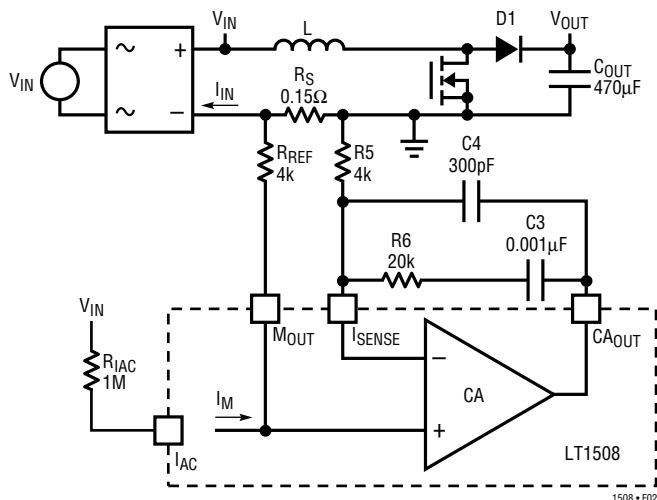 V_IN
L
D1
V_OUT
V_IN
∼
+
∼
−
I_IN
R_S
0.15Ω
C_OUT
470µF
R_REF
4k
R5
4k
C4
300pF
R6
20k
C3
0.001µF
V_IN
R_IAC
1M
M_OUT
I_SENSE
CA_OUT
I_M
−
CA
+
I_AC
LT1508
1508 • F02